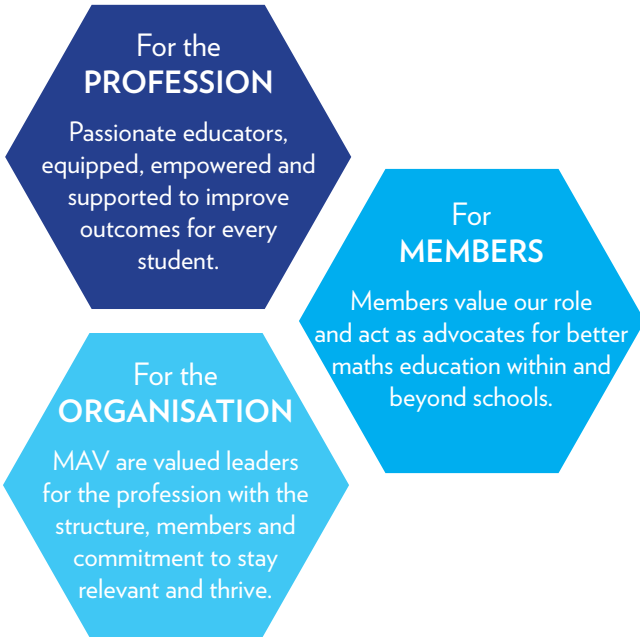 For the
PROFESSION
Passionate educators,
equipped, empowered and
supported to improve
outcomes for every
student.
For
MEMBERS
Members value our role
and act as advocates for better
maths education within and
beyond schools.
For the
ORGANISATION
MAV are valued leaders
for the profession with the
structure, members and
commitment to stay
relevant and thrive.